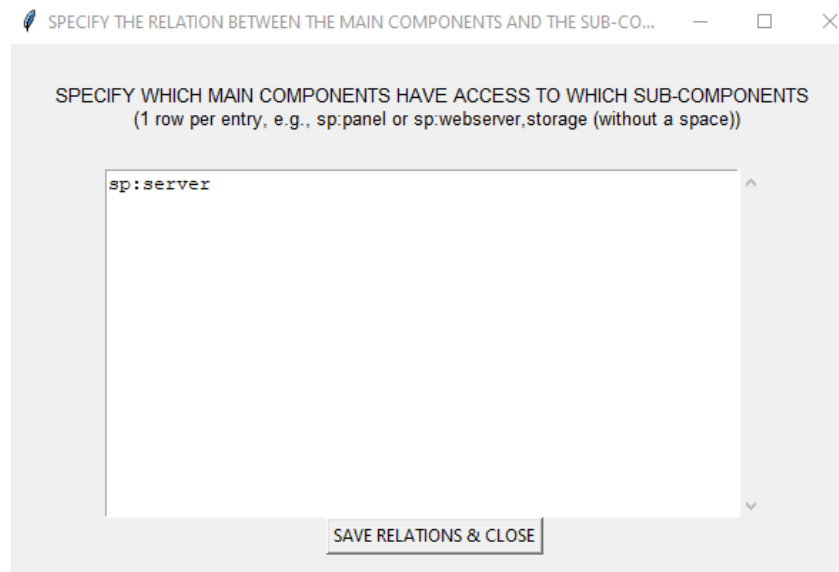 SPECIFY THE RELATION BETWEEN THE MAIN COMPONENTS AND THE SUB-CO...
SPECIFY WHICH MAIN COMPONENTS HAVE ACCESS TO WHICH SUB-COMPONENTS
(1 row per entry, e.g., sp:panel or sp:webserver,storage (without a space))
sp:server
SAVE RELATIONS & CLOSE